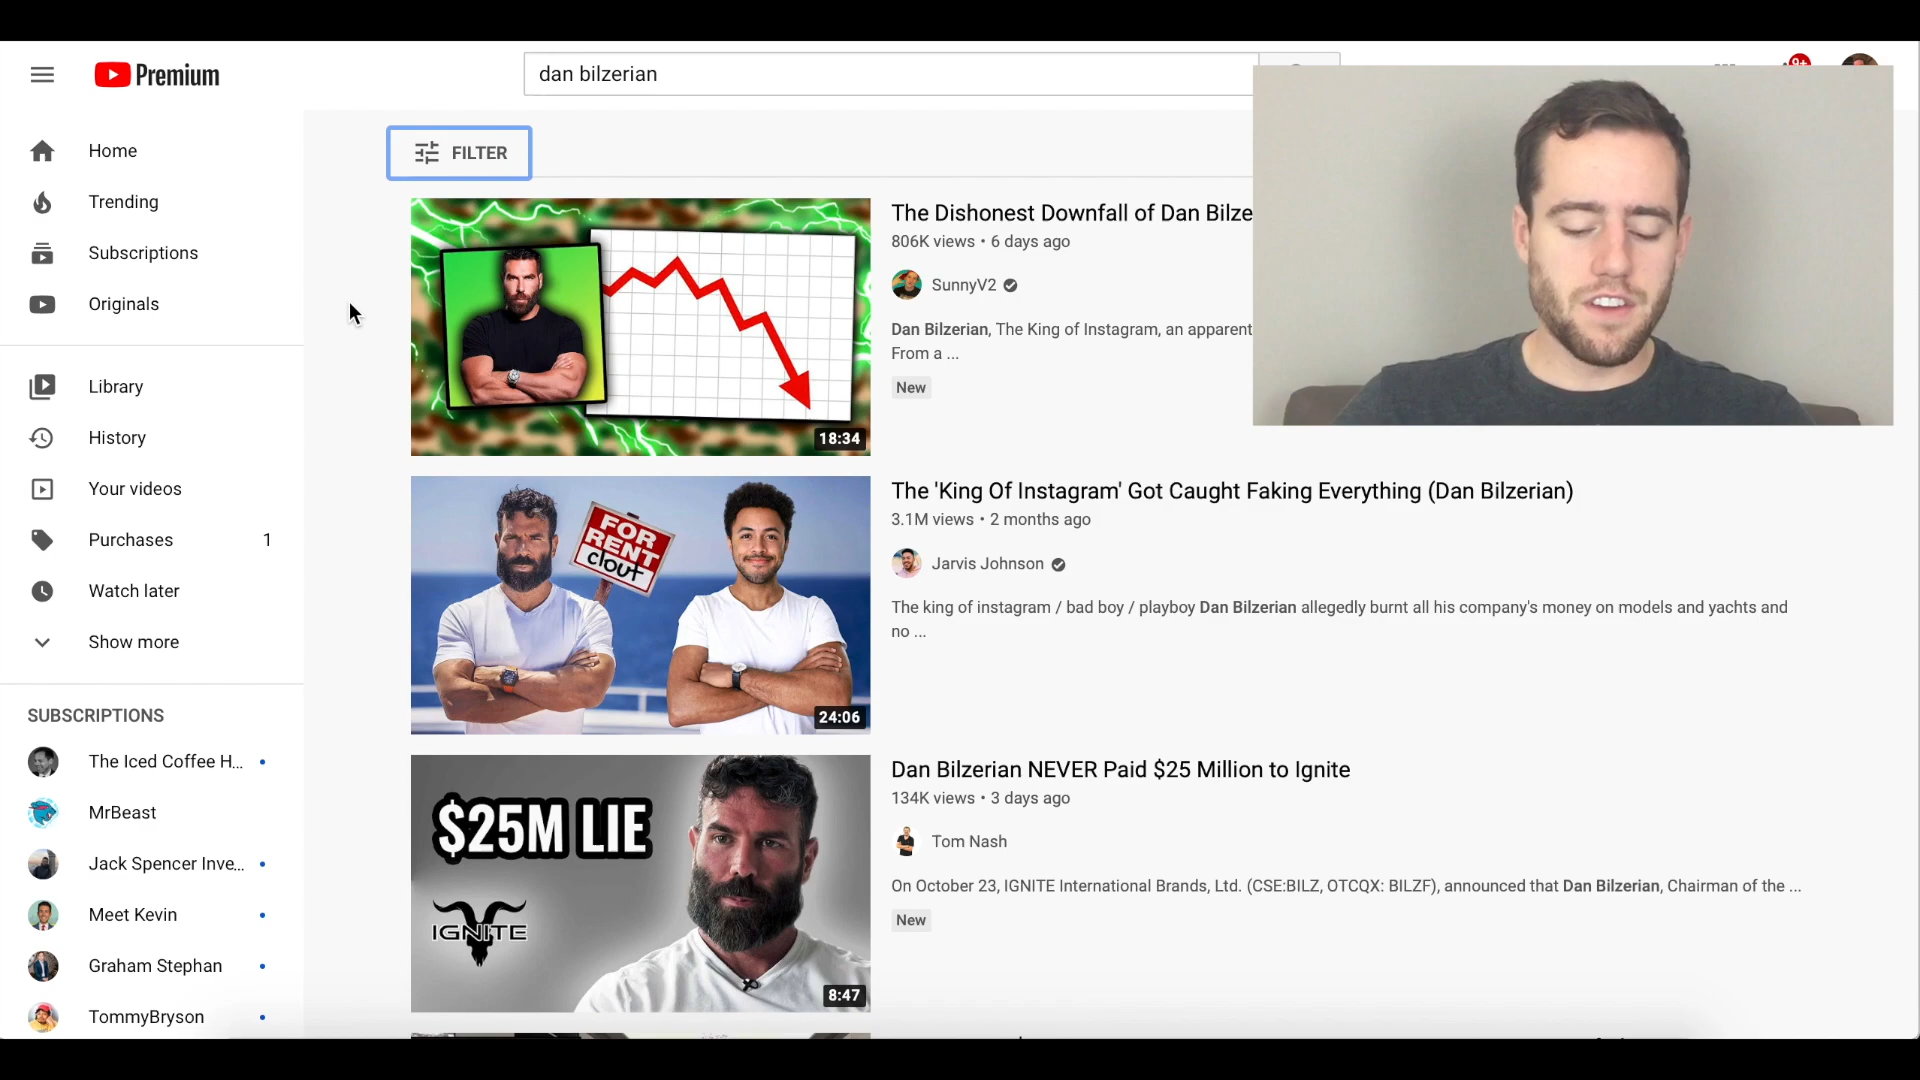 Premium
dan bilzerian
9+
Home
Trending
Subscriptions
Originals
Library
History
Your videos
Purchases 1
Watch later
Show more
SUBSCRIPTIONS
The Iced Coffee H...
MrBeast
Jack Spencer Inve...
Meet Kevin
Graham Stephan
TommyBryson
FILTER
18:34
The Dishonest Downfall of Dan Bilze
806K views • 6 days ago
SunnyV2
Dan Bilzerian, The King of Instagram, an apparent
From a ...
New
FOR
RENT
clout
24:06
The 'King Of Instagram' Got Caught Faking Everything (Dan Bilzerian)
3.1M views • 2 months ago
Jarvis Johnson
The king of instagram / bad boy / playboy Dan Bilzerian allegedly burnt all his company's money on models and yachts and
no ...
$25M LIE
IGNITE
8:47
Dan Bilzerian NEVER Paid $25 Million to Ignite
134K views • 3 days ago
Tom Nash
On October 23, IGNITE International Brands, Ltd. (CSE:BILZ, OTCQX: BILZF), announced that Dan Bilzerian, Chairman of the ...
New